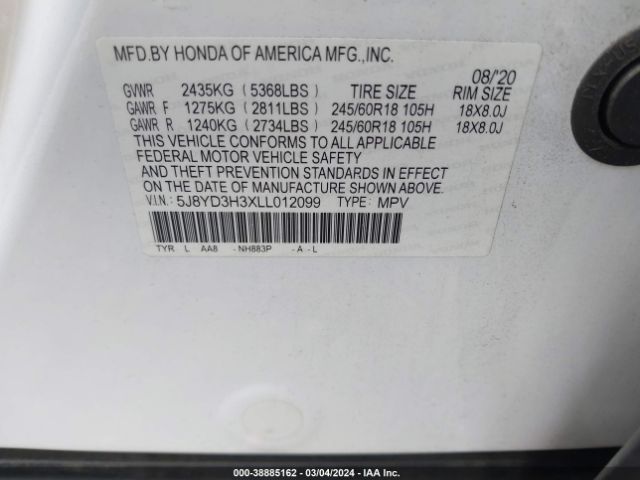 MFD.BY HONDA OF AMERICA MFG.,INC.
08/'20
GVWR 2435KG (5368LBS) TIRE SIZE RIM SIZE
GAWR F 1275KG (2811LBS) 245/60R18 105H 18X8.0J
GAWR R 1240KG (2734LBS) 245/60R18 105H 18X8.0J
THIS VEHICLE CONFORMS TO ALL APPLICABLE
FEDERAL MOTOR VEHICLE SAFETY
AND THEFT PREVENTION STANDARDS IN EFFECT
ON THE DATE OF MANUFACTURE SHOWN ABOVE.
V.I.N.: 5J8YD3H3XLL012099 TYPE: MPV
TYR L AA8 -NH883P -A-L
000-38885162 - 03/04/2024 - IAA Inc.